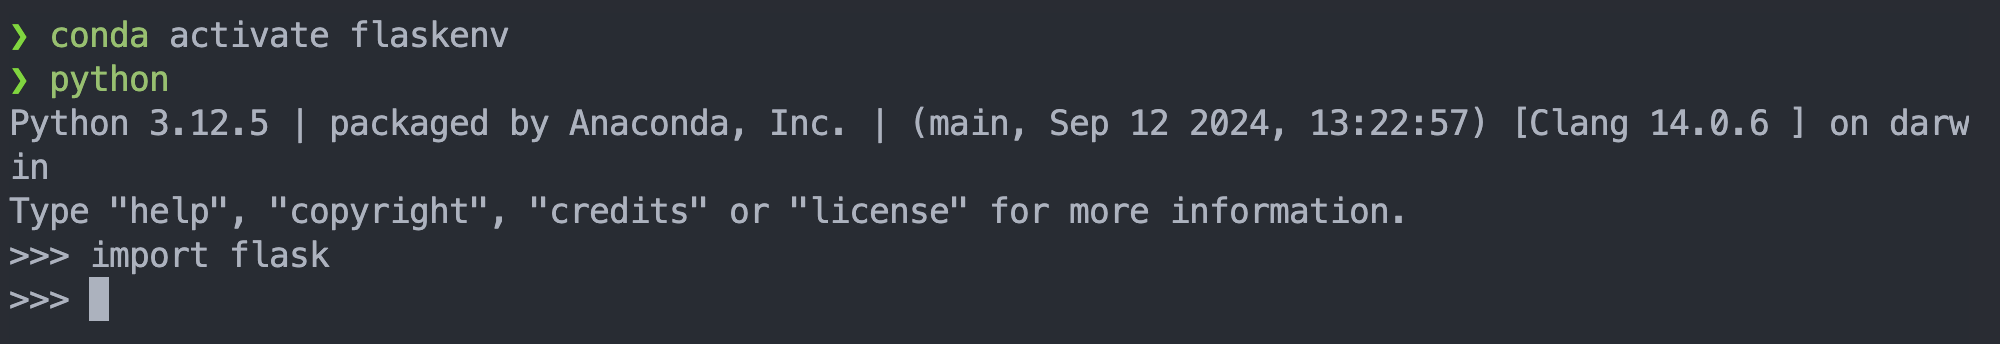 ❯ conda activate flaskenv
❯ python
Python 3.12.5 | packaged by Anaconda, Inc. | (main, Sep 12 2024, 13:22:57) [Clang 14.0.6 ] on darw
in
Type "help", "copyright", "credits" or "license" for more information.
>>> import flask
>>>